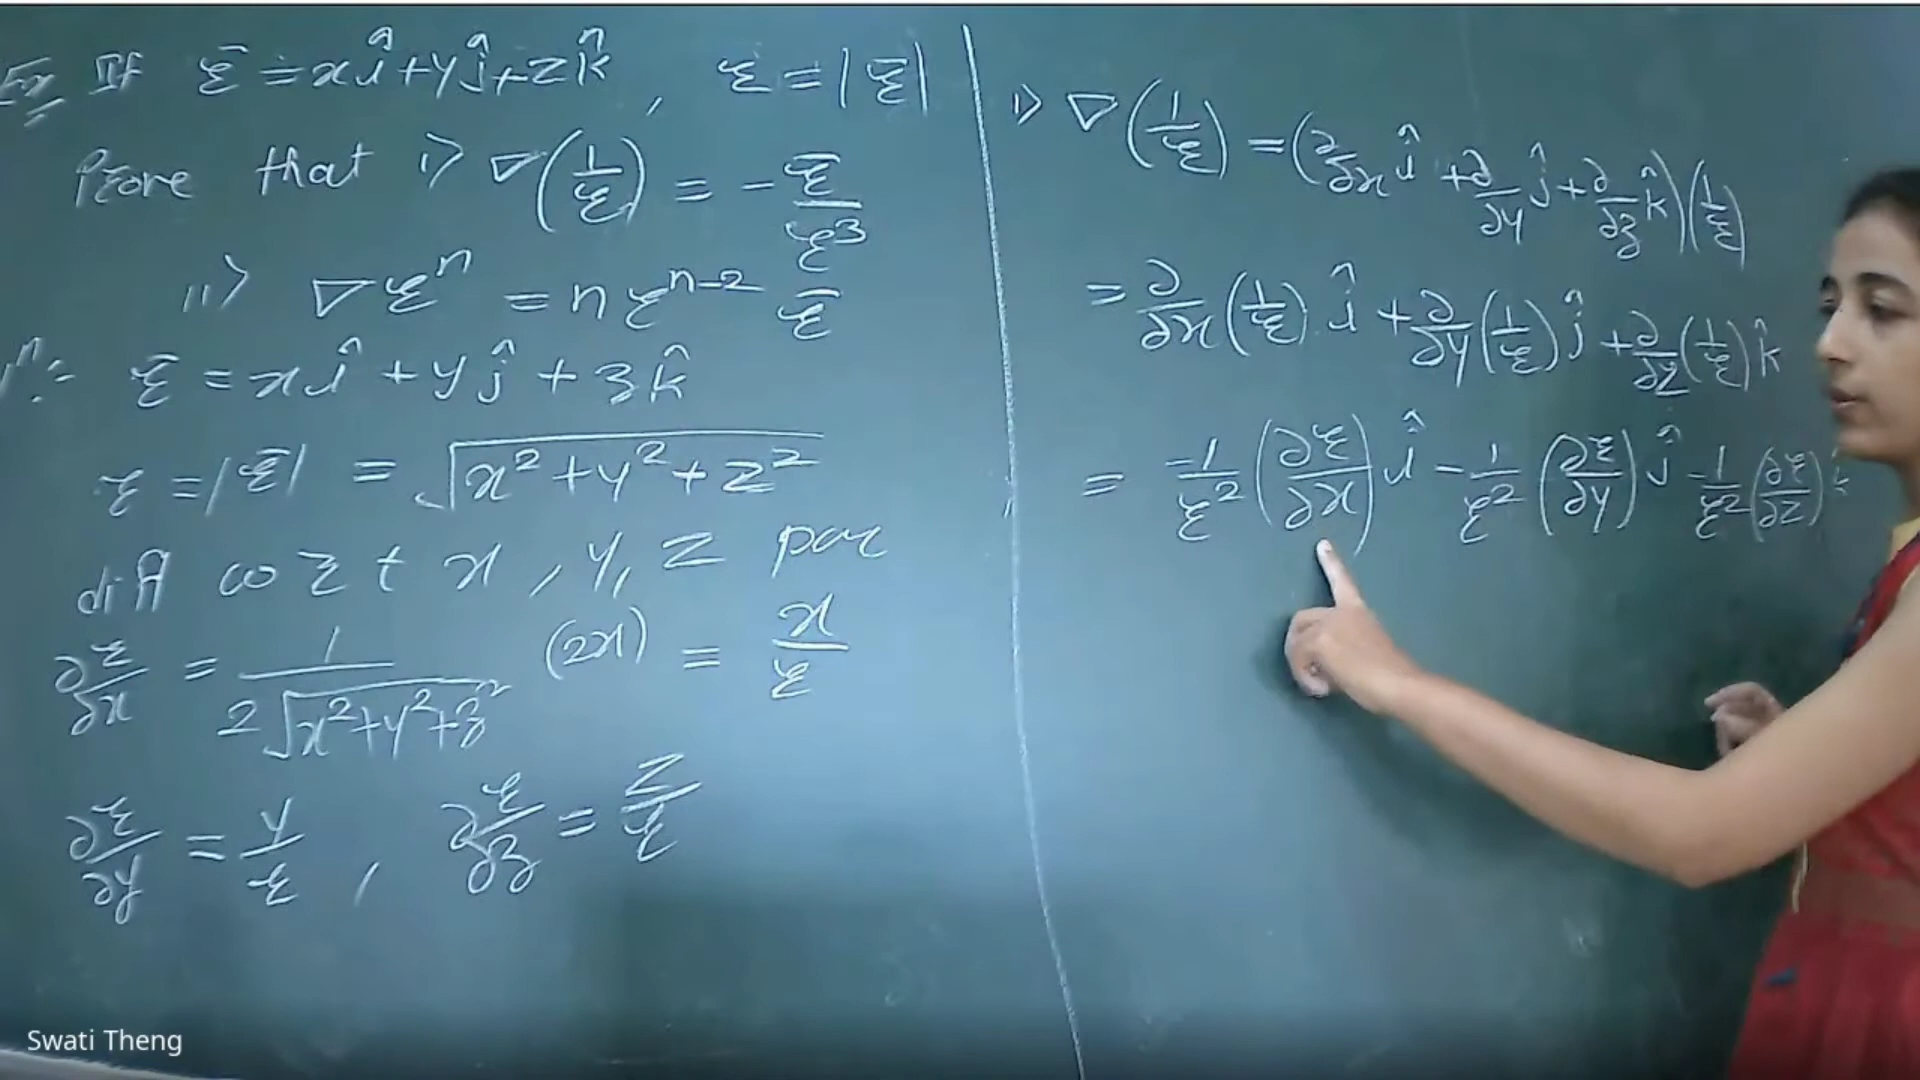 Ex If r̄ = xî + yĵ + zk̂ , r = |r̄|
Prove that i> ∇(1/r) = - r̄/r³
ii> ∇rⁿ = n rⁿ⁻² r̄
r̄ = xî + yĵ + zk̂
r = |r̄| = √(x² + y² + z²)
diff w r t x , y, z par
∂r/∂x = 1/(2√(x²+y²+z²)) (2x) = x/r
∂r/∂y = y/r , ∂r/∂z = z/r
i> ∇(1/r) = (∂/∂x î + ∂/∂y ĵ + ∂/∂z k̂)(1/r)
= ∂/∂x (1/r) î + ∂/∂y (1/r) ĵ + ∂/∂z (1/r) k̂
= -1/r² (∂r/∂x) î - 1/r² (∂r/∂y) ĵ - 1/r² (∂r/∂z) k̂
Swati Theng